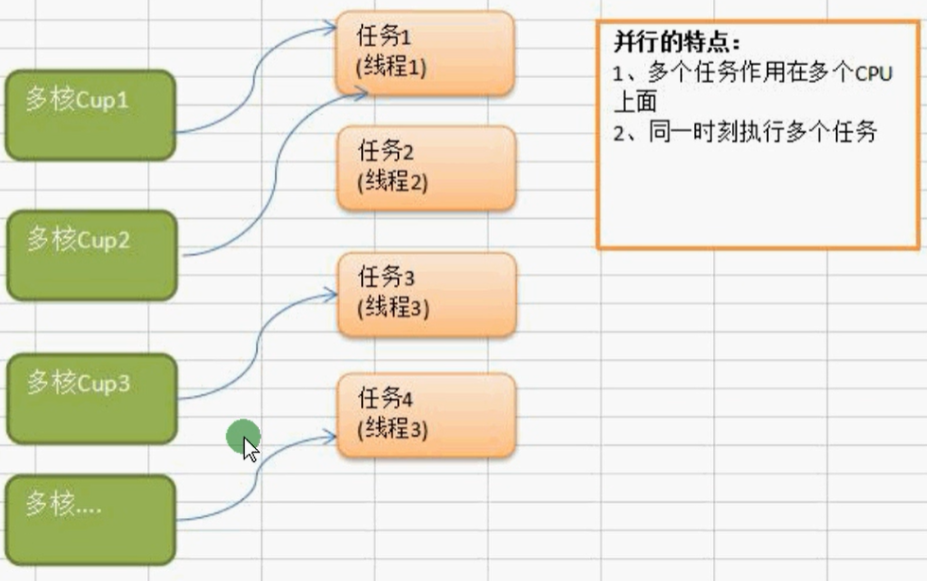 多核Cup1
多核Cup2
多核Cup3
多核....
任务1
(线程1)
任务2
(线程2)
任务3
(线程3)
任务4
(线程3)
并行的特点：
1、多个任务作用在多个CPU
上面
2、同一时刻执行多个任务